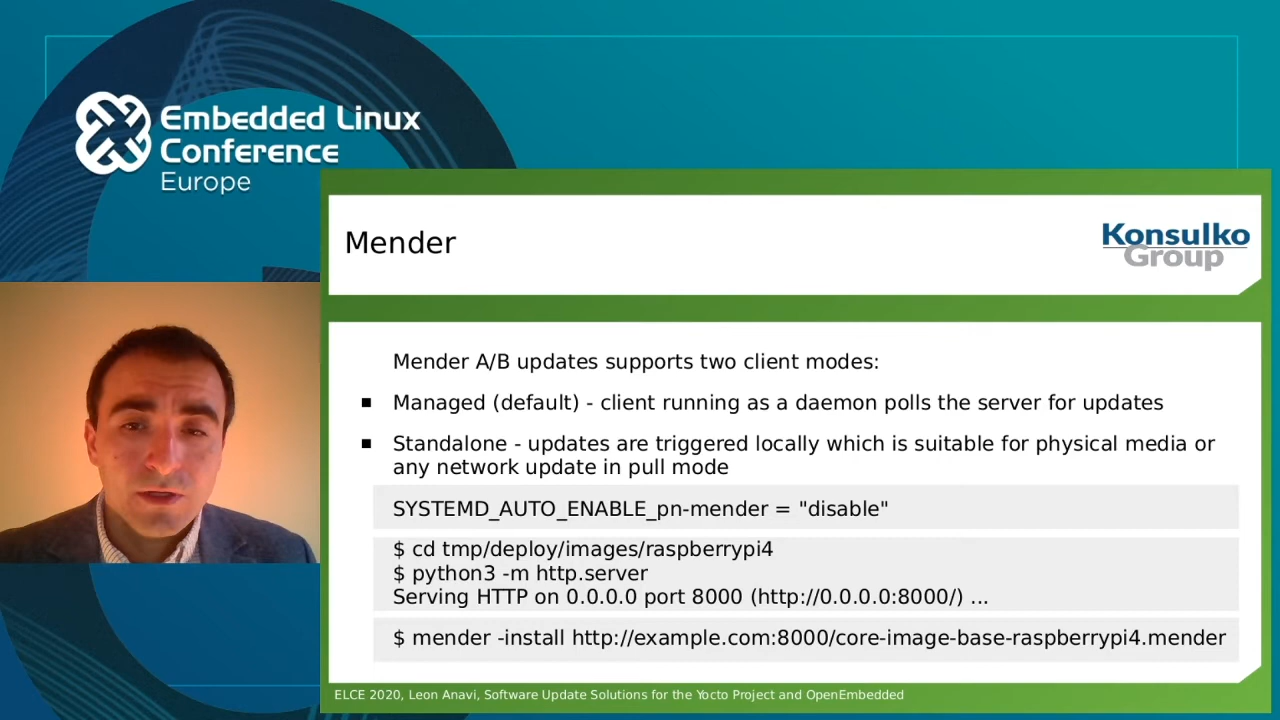 Embedded Linux
Conference
Europe
Mender
Konsulko
Group
Mender A/B updates supports two client modes:
Managed (default) - client running as a daemon polls the server for updates
Standalone - updates are triggered locally which is suitable for physical media or
any network update in pull mode
SYSTEMD_AUTO_ENABLE_pn-mender = "disable"
$ cd tmp/deploy/images/raspberrypi4
$ python3 -m http.server
Serving HTTP on 0.0.0.0 port 8000 (http://0.0.0.0:8000/) ...
$ mender -install http://example.com:8000/core-image-base-raspberrypi4.mender
ELCE 2020, Leon Anavi, Software Update Solutions for the Yocto Project and OpenEmbedded